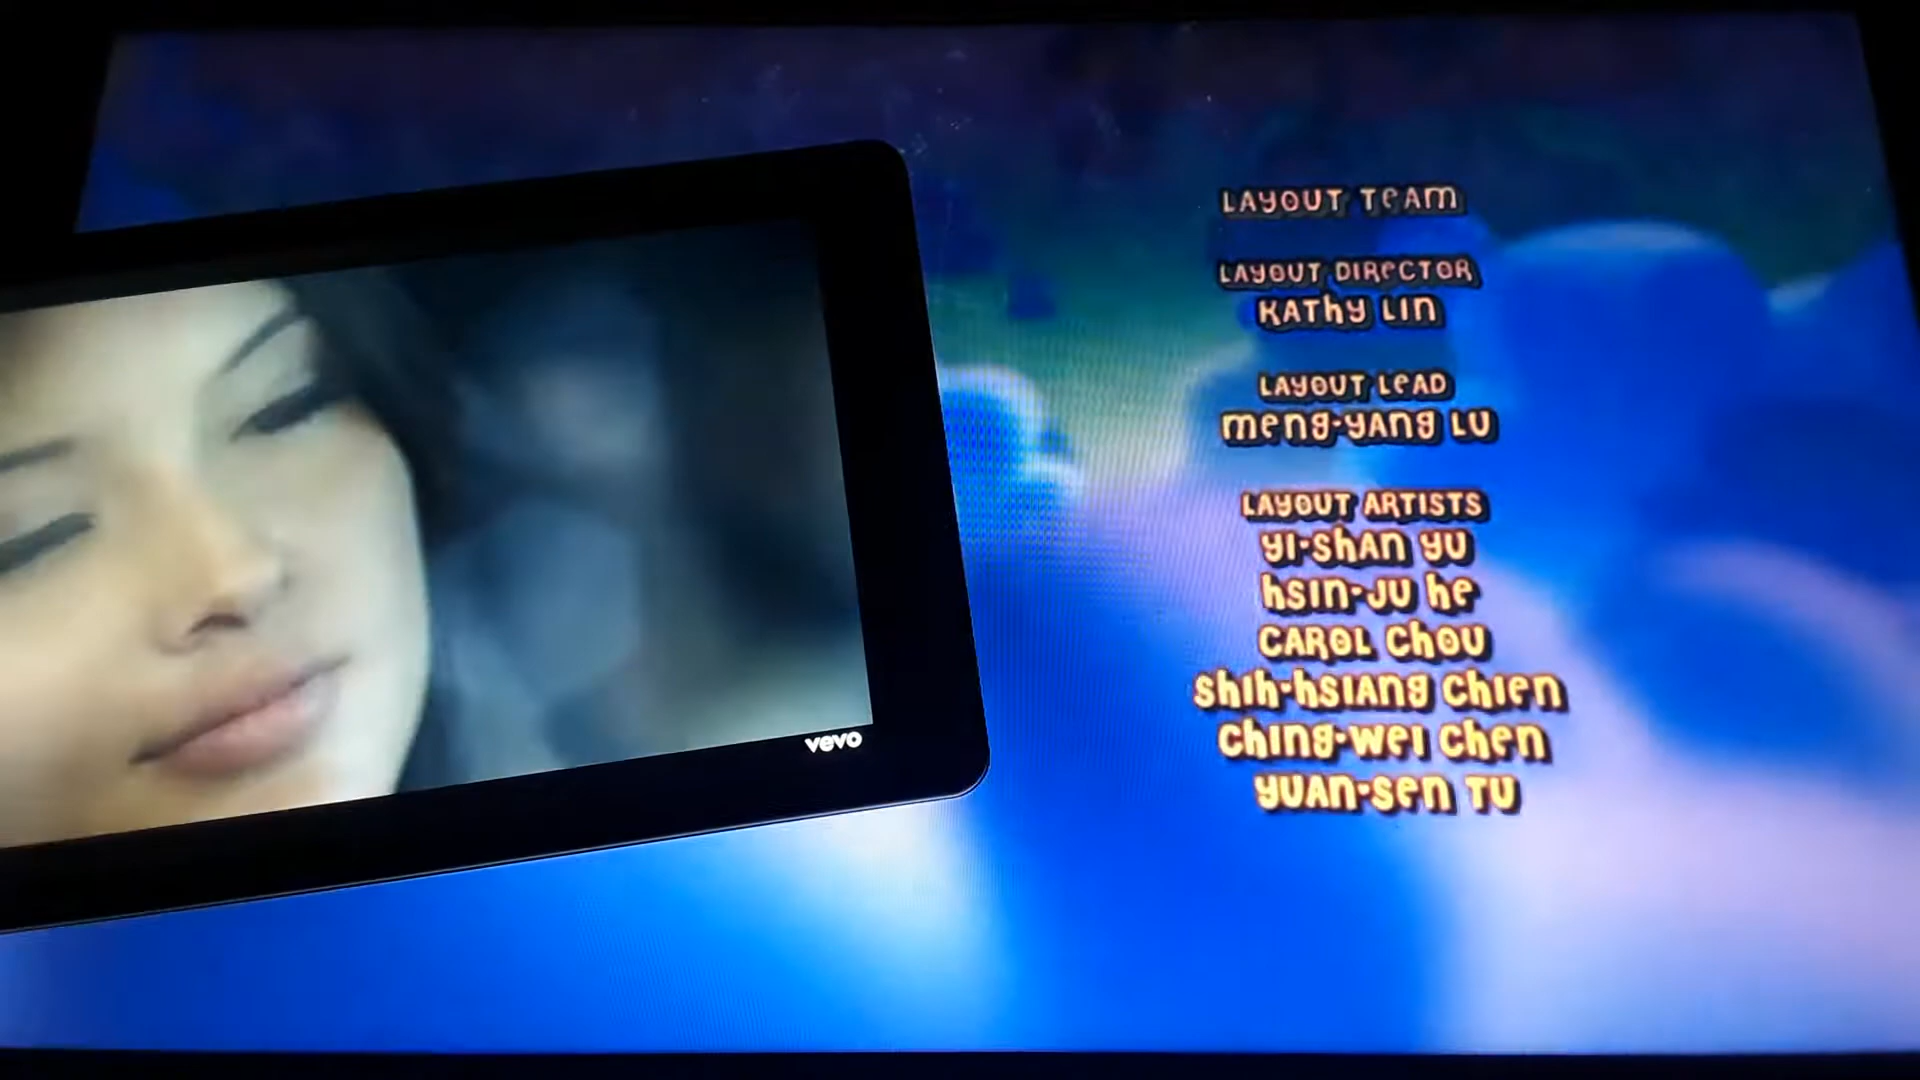 vevo
LAYOUT TEAM
LAYOUT DIRECTOR
KATHY LIN
LAYOUT LEAD
MENG-YANG LU
LAYOUT ARTISTS
YI-SHAN YU
HSIN-JU HE
CAROL CHOU
SHIH-HSIANG CHIEN
CHING-WEI CHEN
YUAN-SEN TU